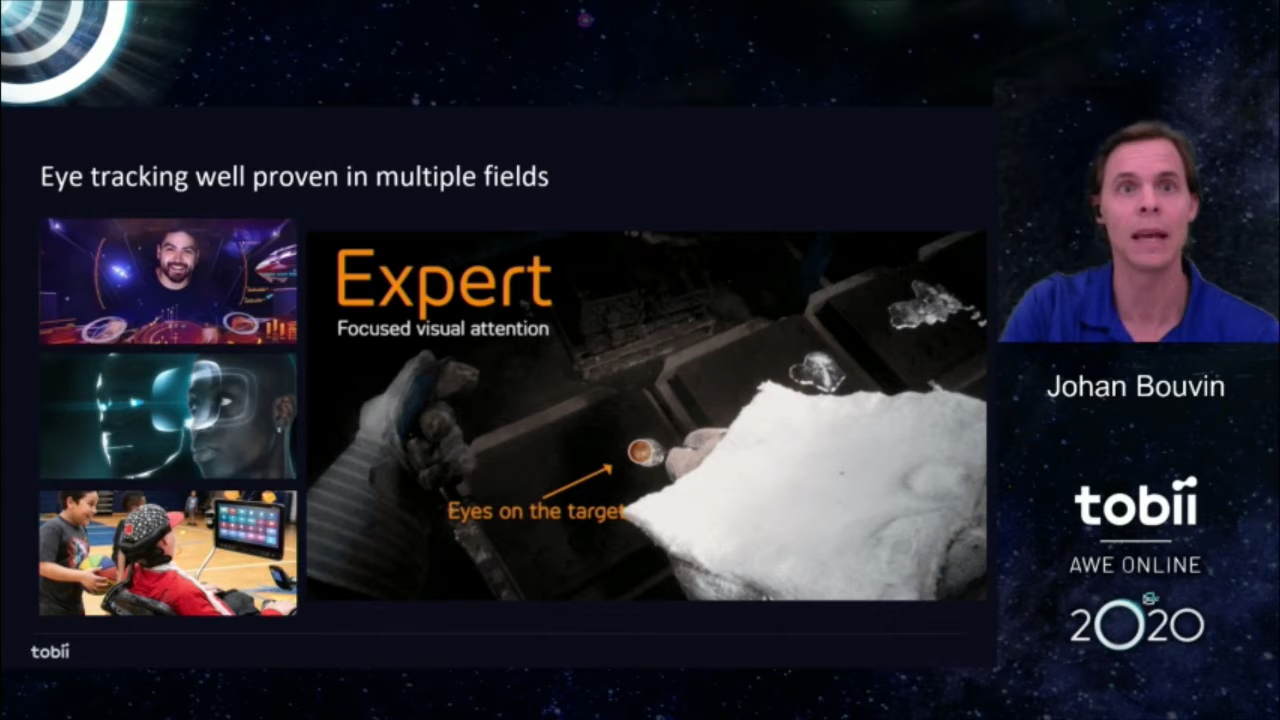 Eye tracking well proven in multiple fields
Expert
Focused visual attention
Eyes on the target
tobii
Johan Bouvin
tobii
AWE ONLINE
2020